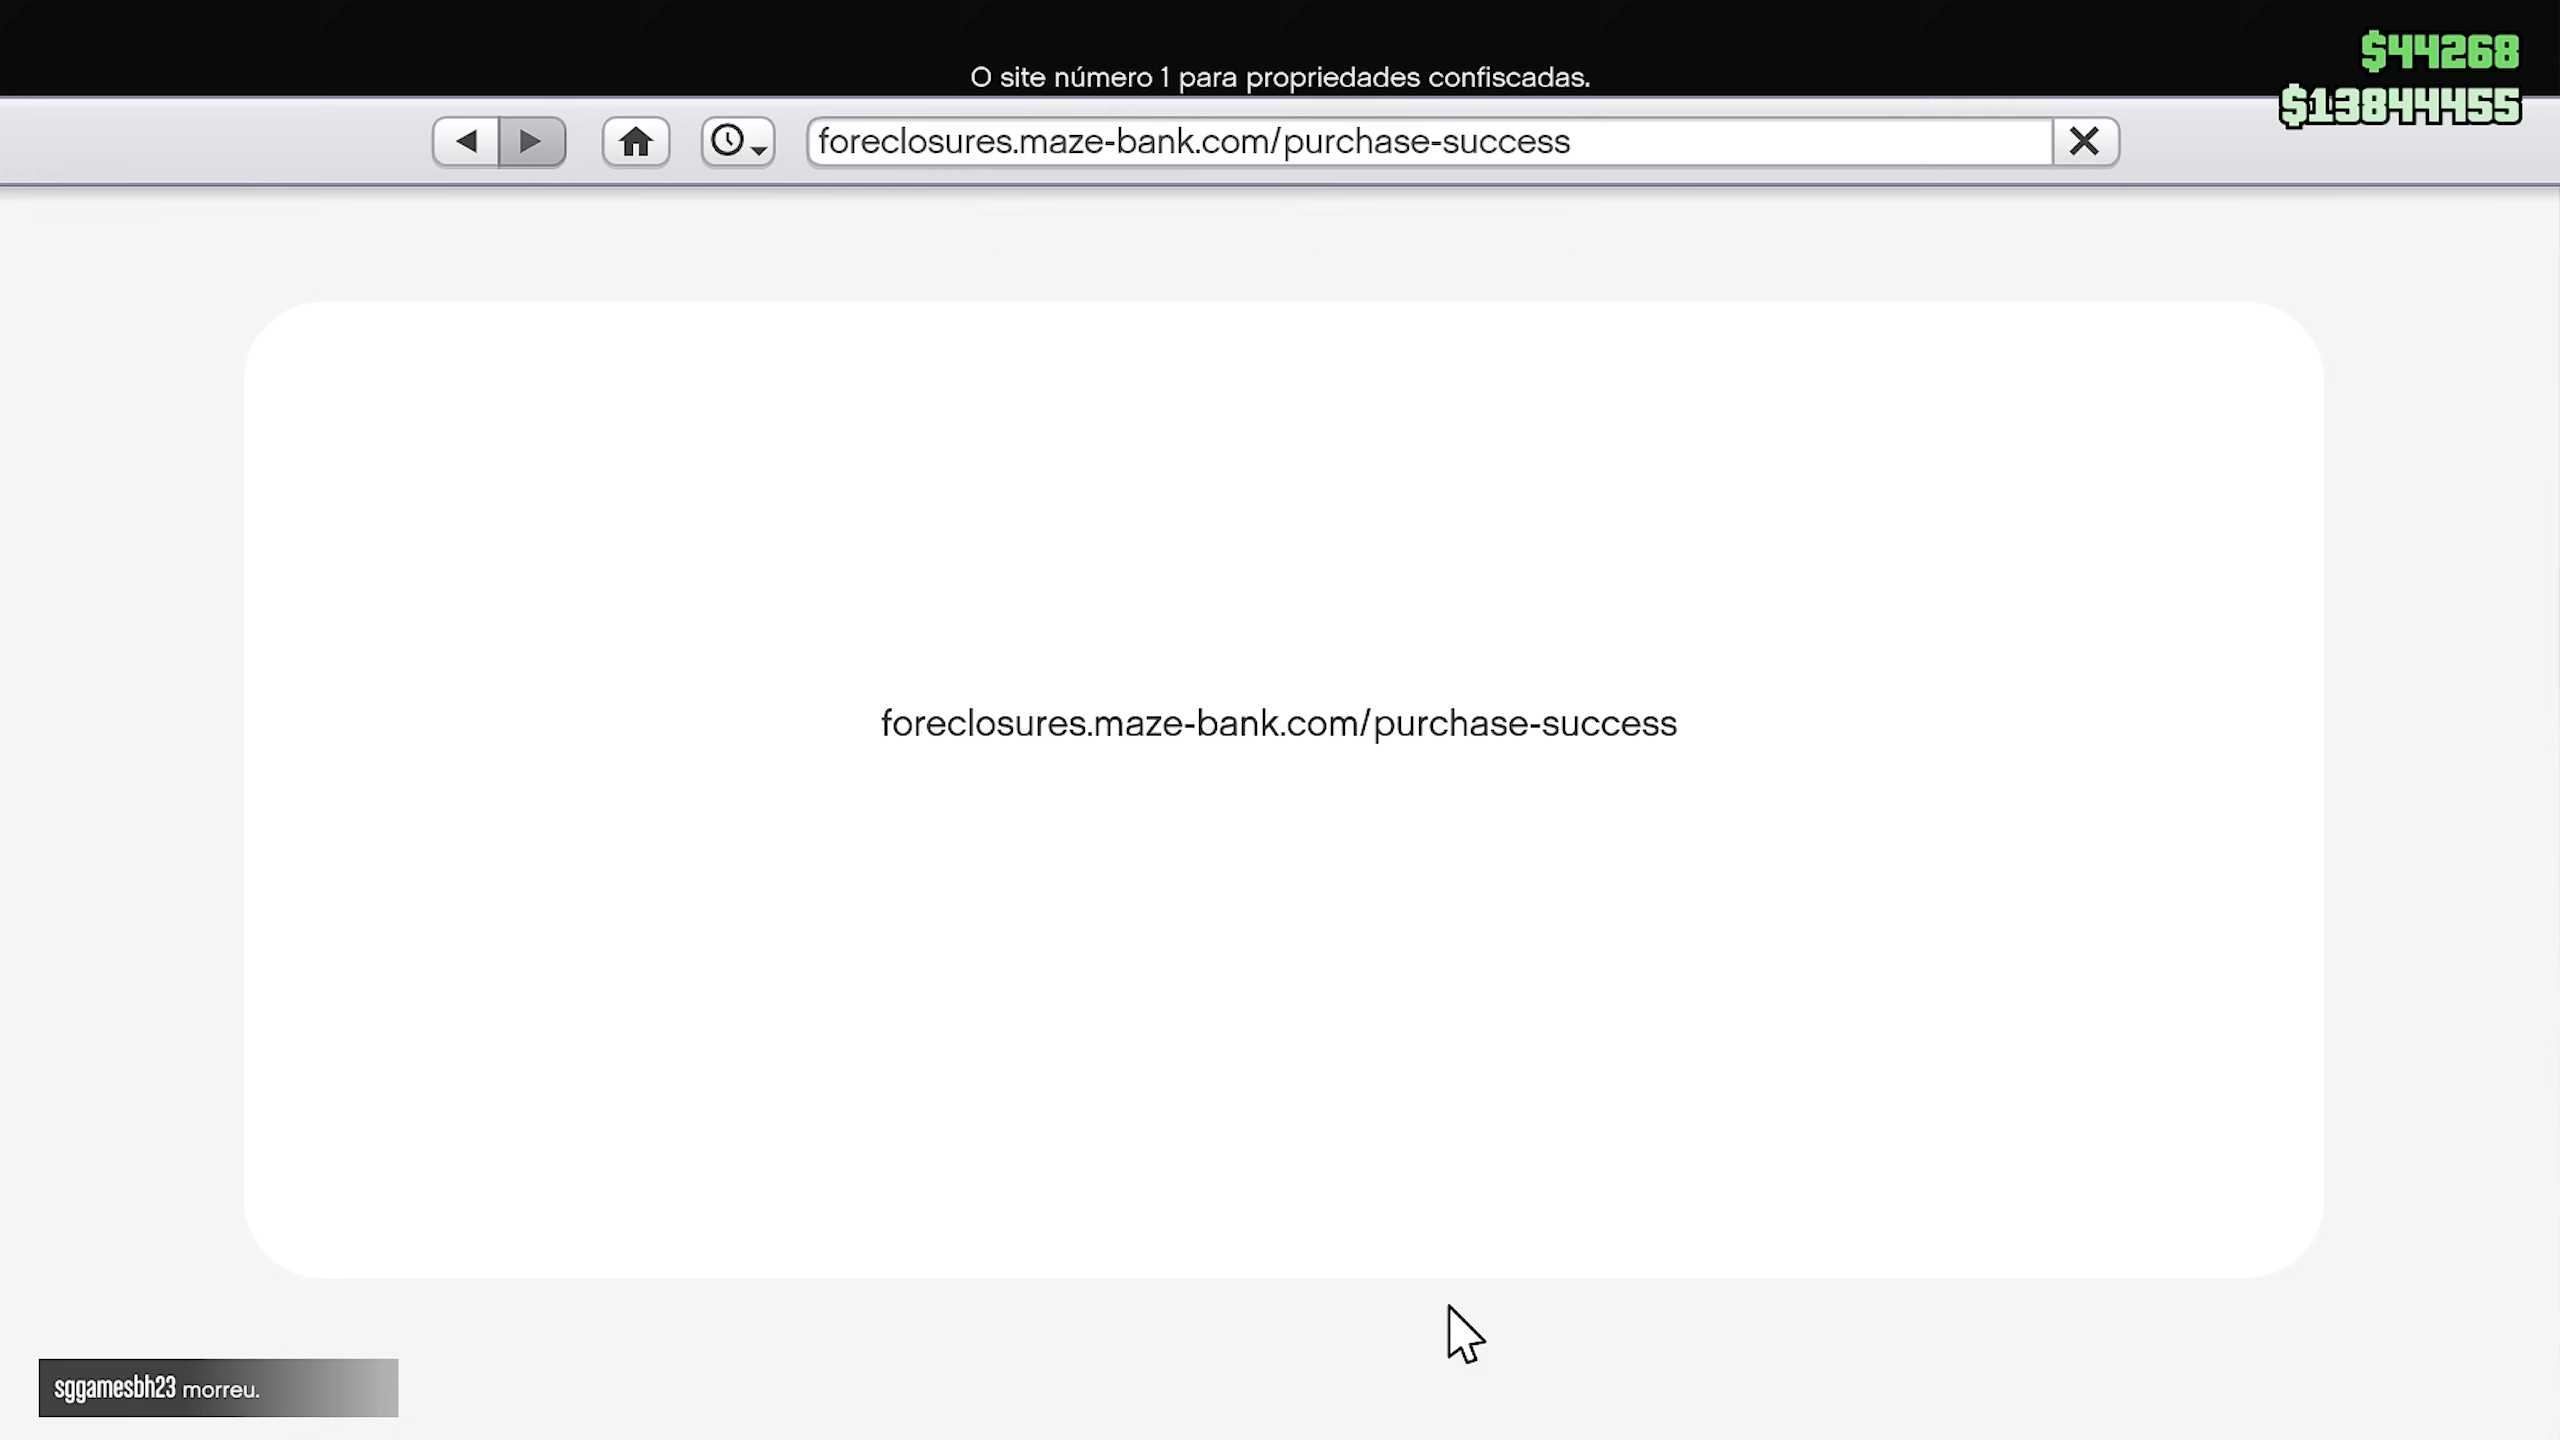 $44268
O site número 1 para propriedades confiscadas.
$13844455
foreclosures.maze-bank.com/purchase-success
foreclosures.maze-bank.com/purchase-success
sggamesbh23 morreu.